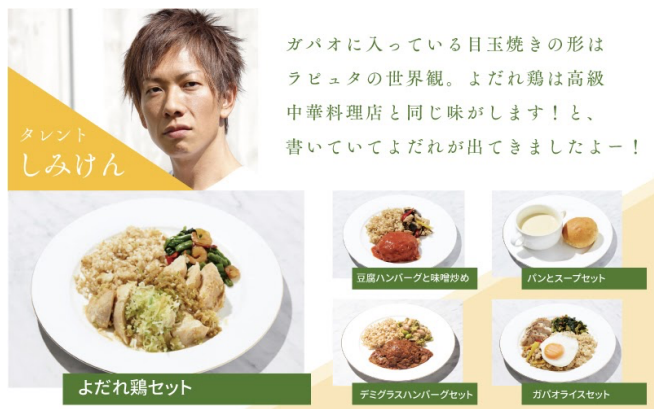 ガパオに入っている目玉焼きの形は
ラピュタの世界観。よだれ鶏は高級
中華料理店と同じ味がします！と、
書いていてよだれが出てきましたよー！
タレント
しみけん
豆腐ハンバーグと味噌炒め
パンとスープセット
よだれ鶏セット
デミグラスハンバーグセット
ガパオライスセット